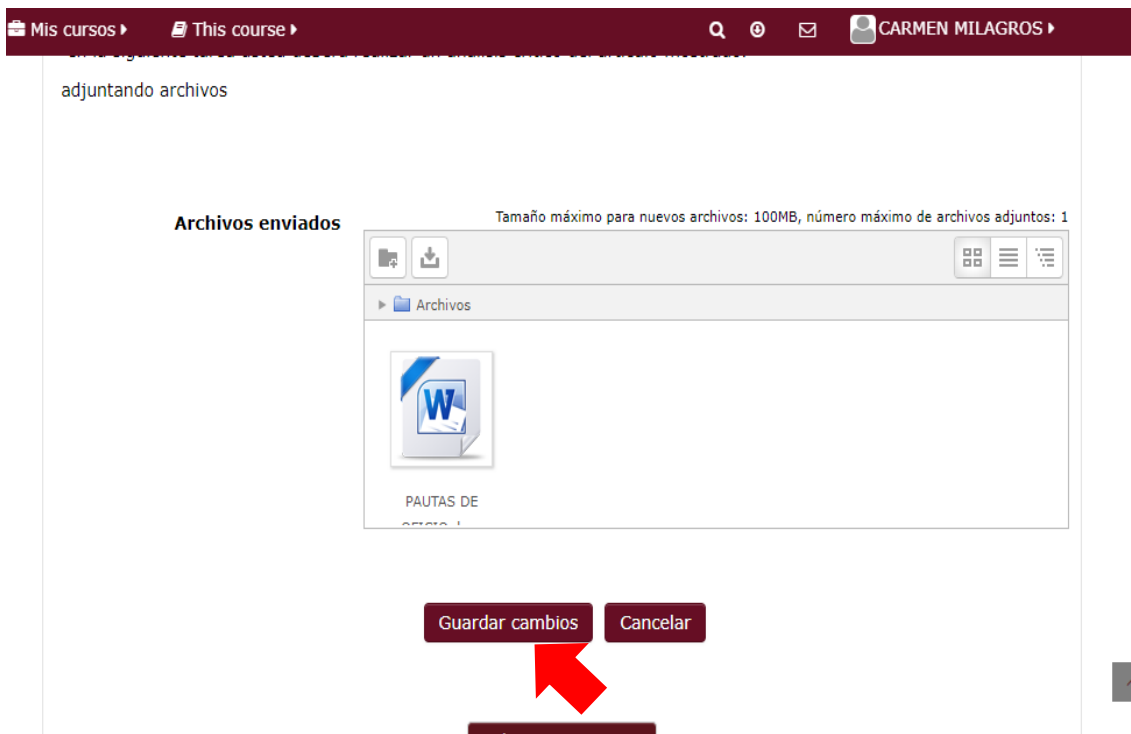 Mis cursos
This course
CARMEN MILAGROS
adjuntando archivos
Archivos enviados
Tamaño máximo para nuevos archivos: 100MB, número máximo de archivos adjuntos: 1
Archivos
W
PAUTAS DE
Guardar cambios
Cancelar